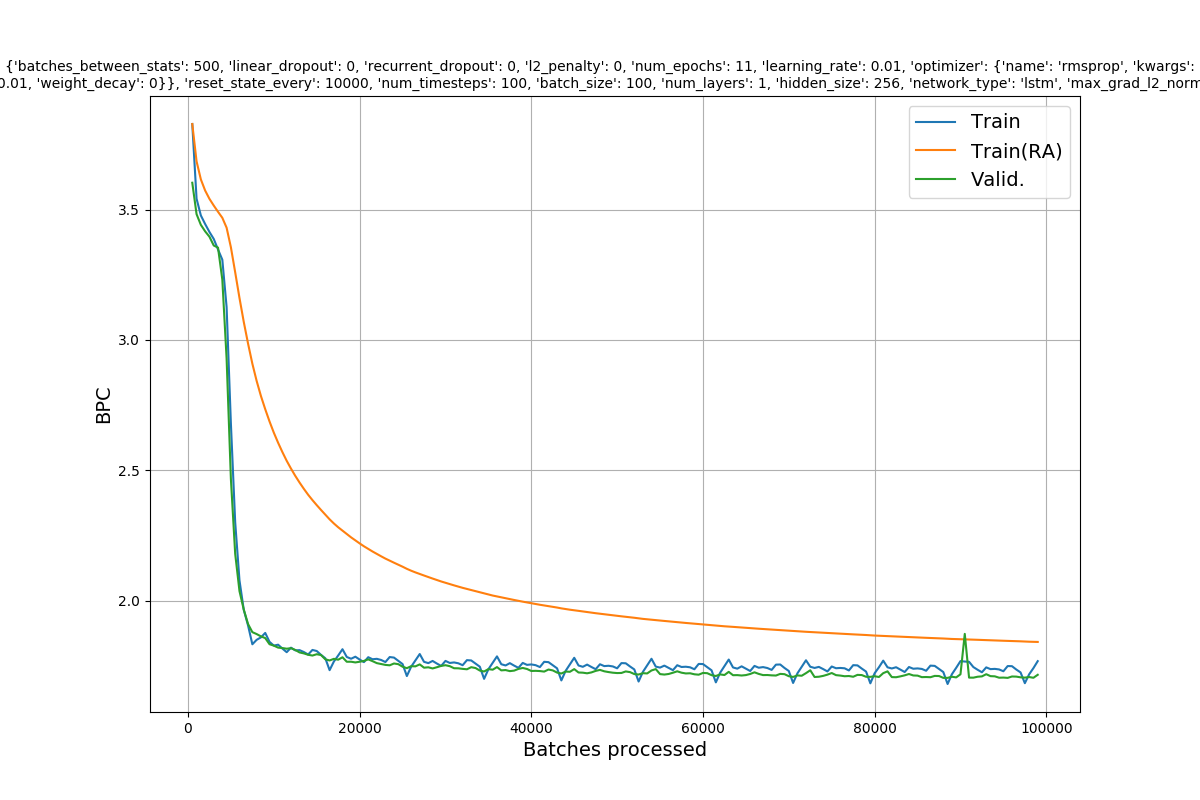 {'batches_between_stats': 500, 'linear_dropout': 0, 'recurrent_dropout': 0, 'l2_penalty': 0, 'num_epochs': 11, 'learning_rate': 0.01, 'optimizer': {'name': 'rmsprop', 'kwargs':
0.01, 'weight_decay': 0}}, 'reset_state_every': 10000, 'num_timesteps': 100, 'batch_size': 100, 'num_layers': 1, 'hidden_size': 256, 'network_type': 'lstm', 'max_grad_l2_norm
Train
Train(RA)
Valid.
3.5
3.0
2.5
2.0
BPC
0 20000 40000 60000 80000 100000
Batches processed